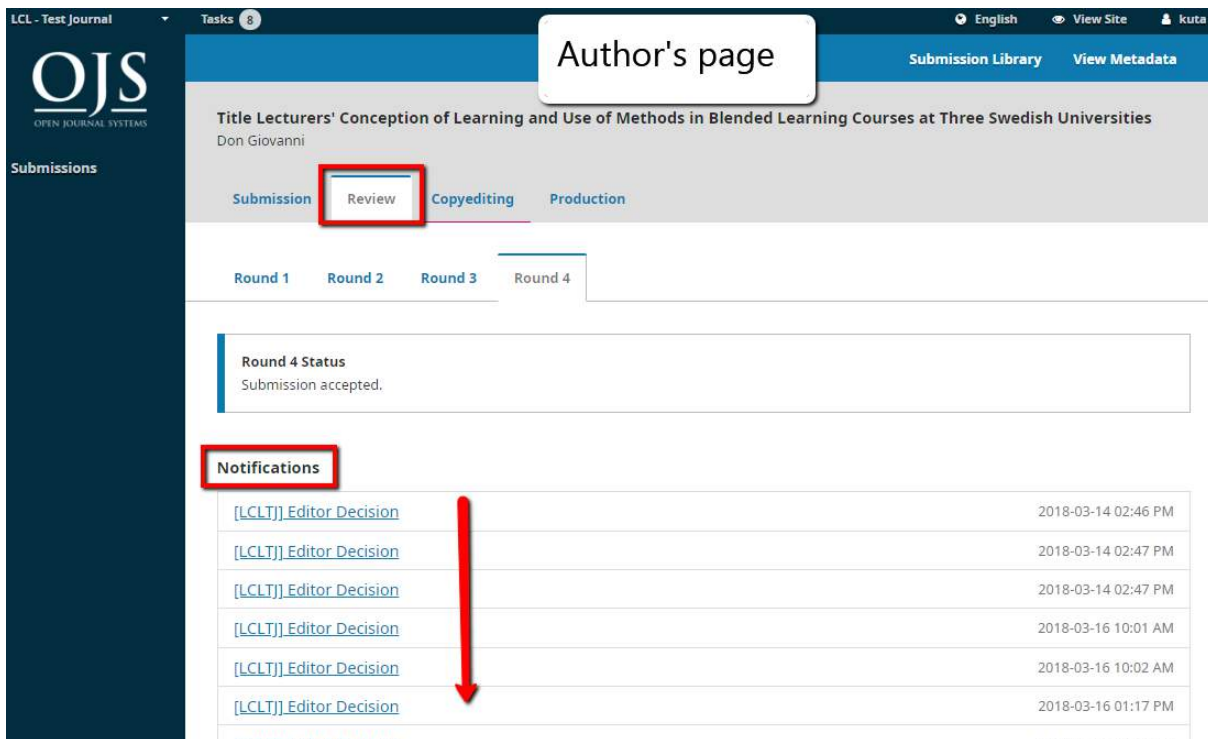 LCL - Test Journal Tasks 8 English View Site kuta
Author's page
Submission Library View Metadata
OJS
OPEN JOURNAL SYSTEMS
Submissions
Title Lecturers' Conception of Learning and Use of Methods in Blended Learning Courses at Three Swedish Universities
Don Giovanni
Submission Review Copyediting Production
Round 1 Round 2 Round 3 Round 4
Round 4 Status
Submission accepted.
Notifications
[LCLTJ] Editor Decision 2018-03-14 02:46 PM
[LCLTJ] Editor Decision 2018-03-14 02:47 PM
[LCLTJ] Editor Decision 2018-03-14 02:47 PM
[LCLTJ] Editor Decision 2018-03-16 10:01 AM
[LCLTJ] Editor Decision 2018-03-16 10:02 AM
[LCLTJ] Editor Decision 2018-03-16 01:17 PM